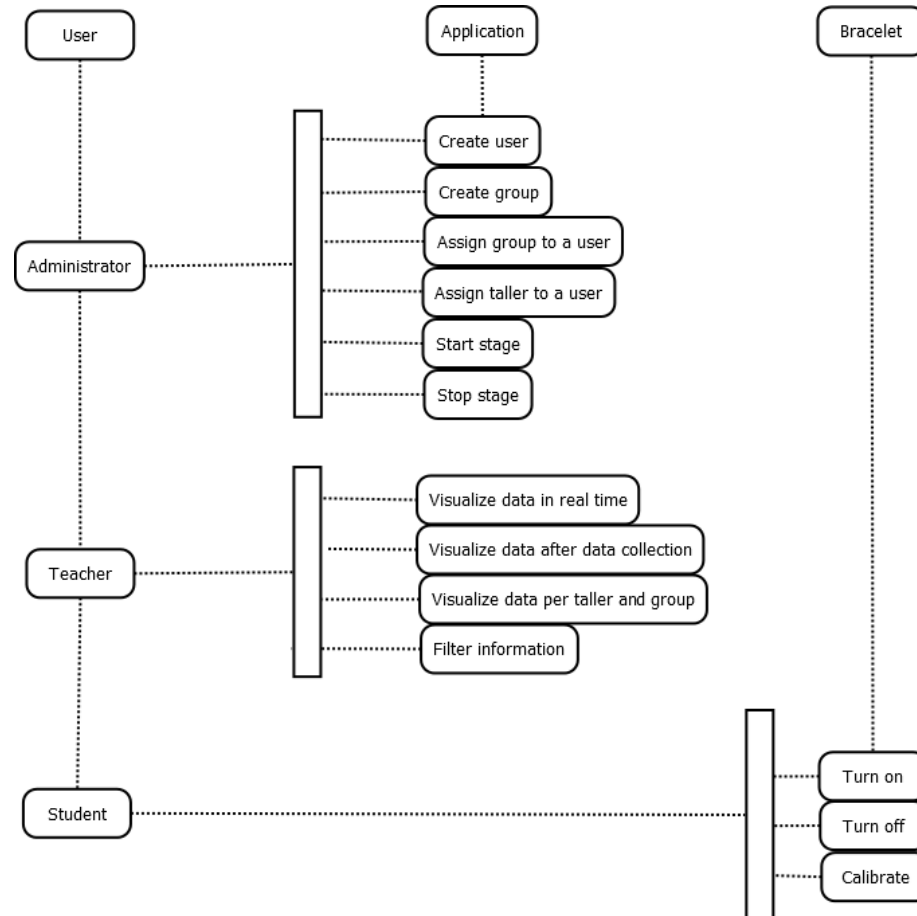 User
Application
Bracelet
Create user
Create group
Assign group to a user
Administrator
Assign taller to a user
Start stage
Stop stage
Visualize data in real time
Visualize data after data collection
Teacher
Visualize data per taller and group
Filter information
Turn on
Student
Turn off
Calibrate